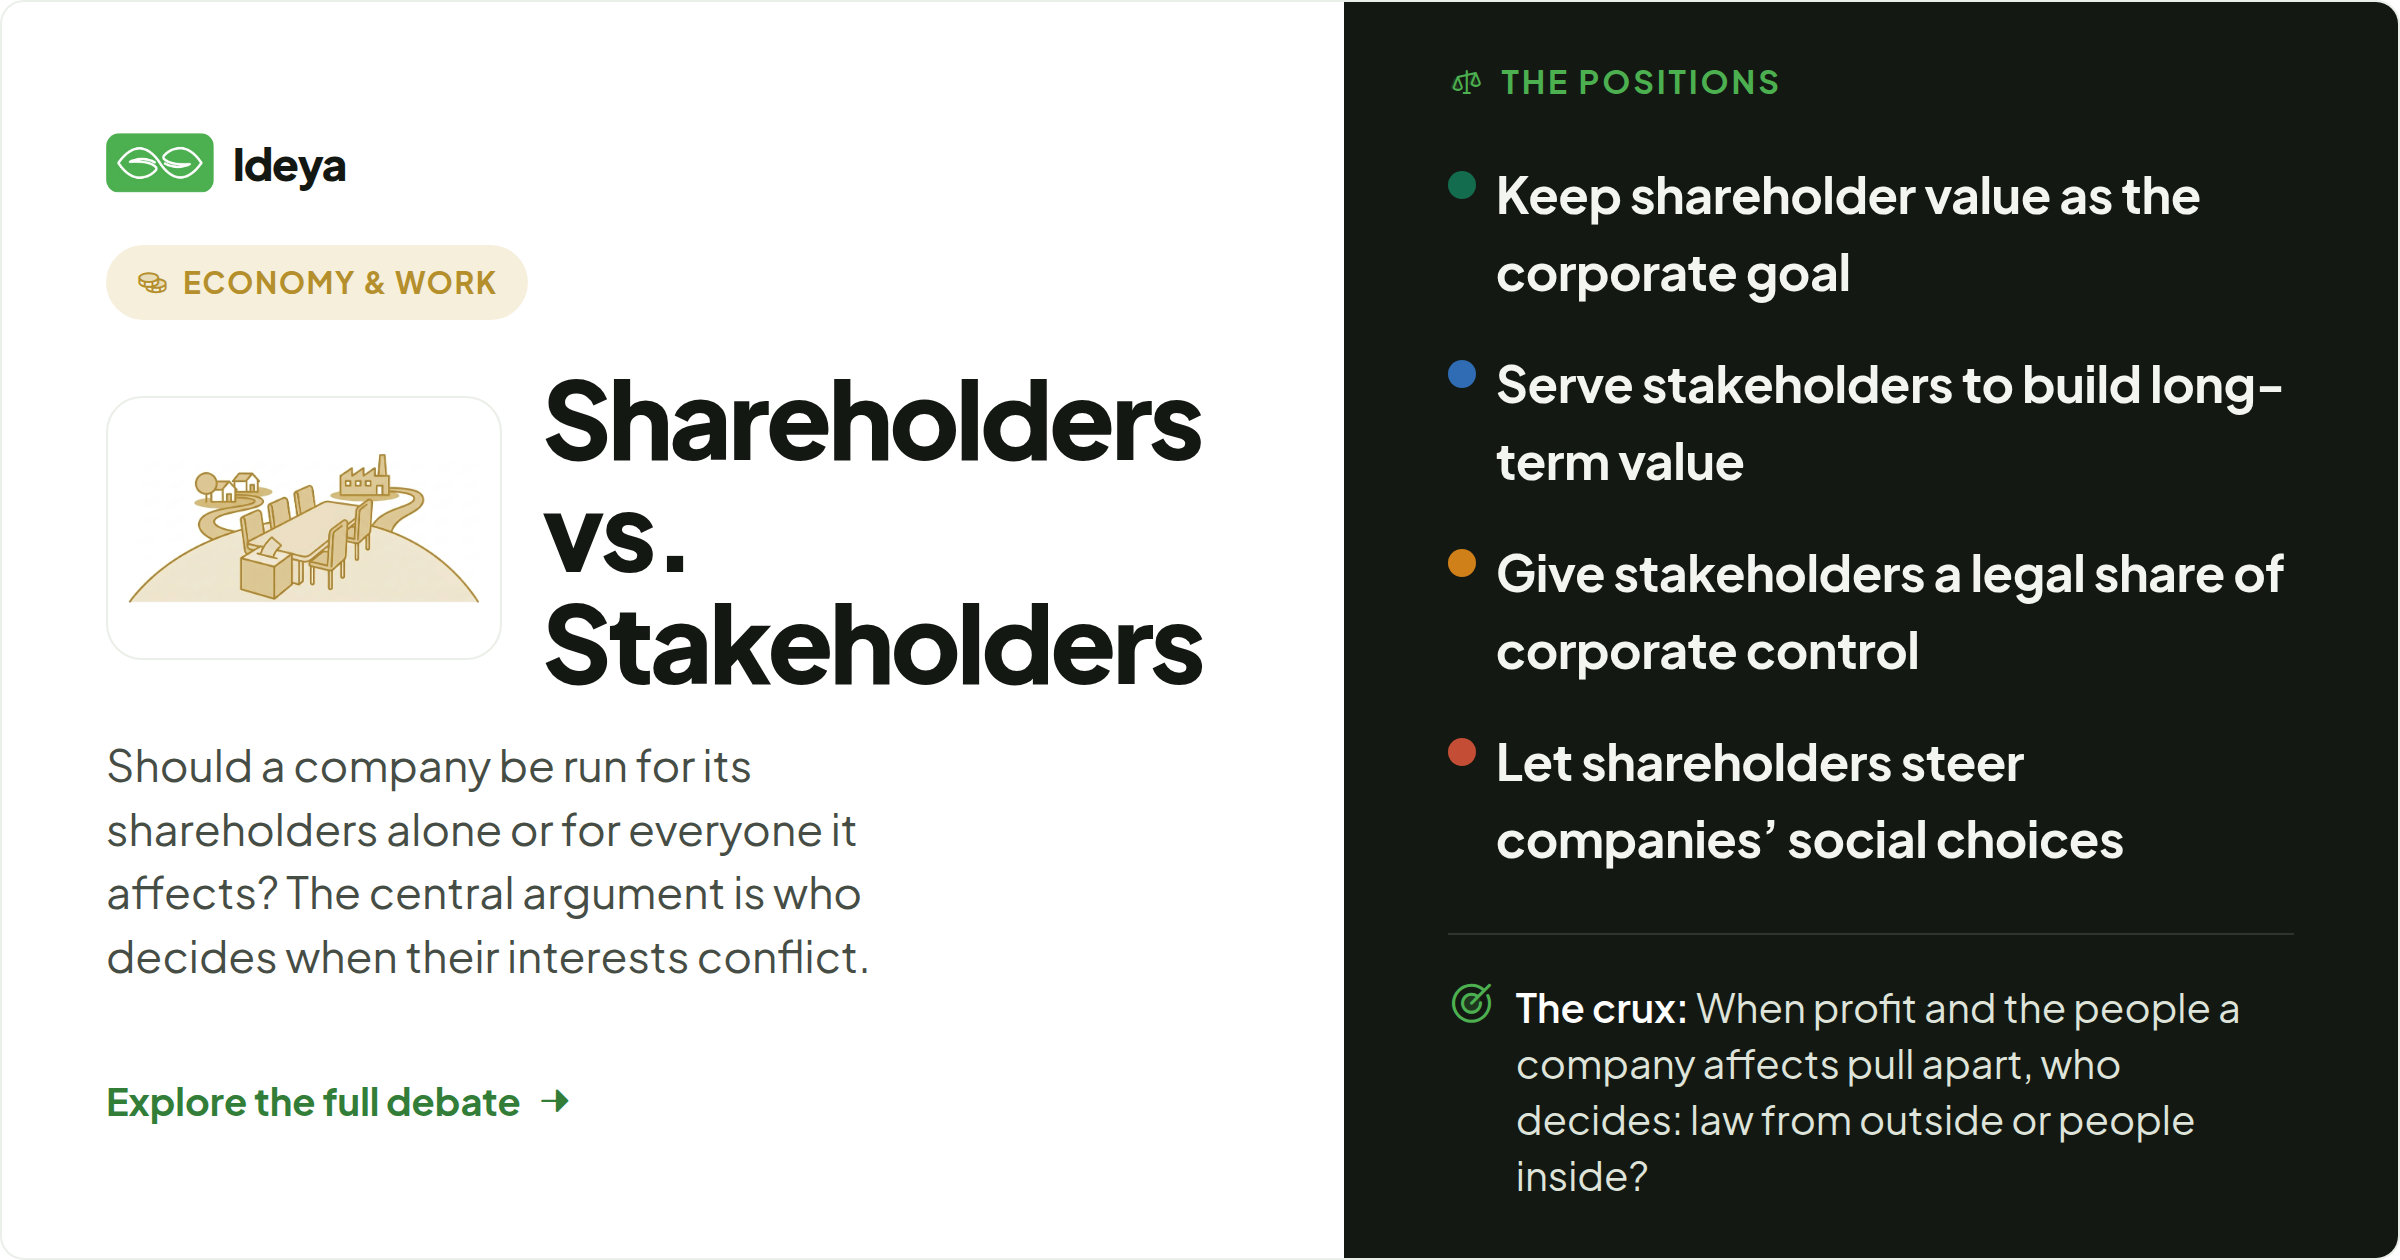 Ideya
ECONOMY & WORK
Shareholders
vs.
Stakeholders
Should a company be run for its
shareholders alone or for everyone it
affects? The central argument is who
decides when their interests conflict.
Explore the full debate
THE POSITIONS
Keep shareholder value as the
corporate goal
Serve stakeholders to build long-
term value
Give stakeholders a legal share of
corporate control
Let shareholders steer
companies’ social choices
The crux: When profit and the people a
company affects pull apart, who
decides: law from outside or people
inside?